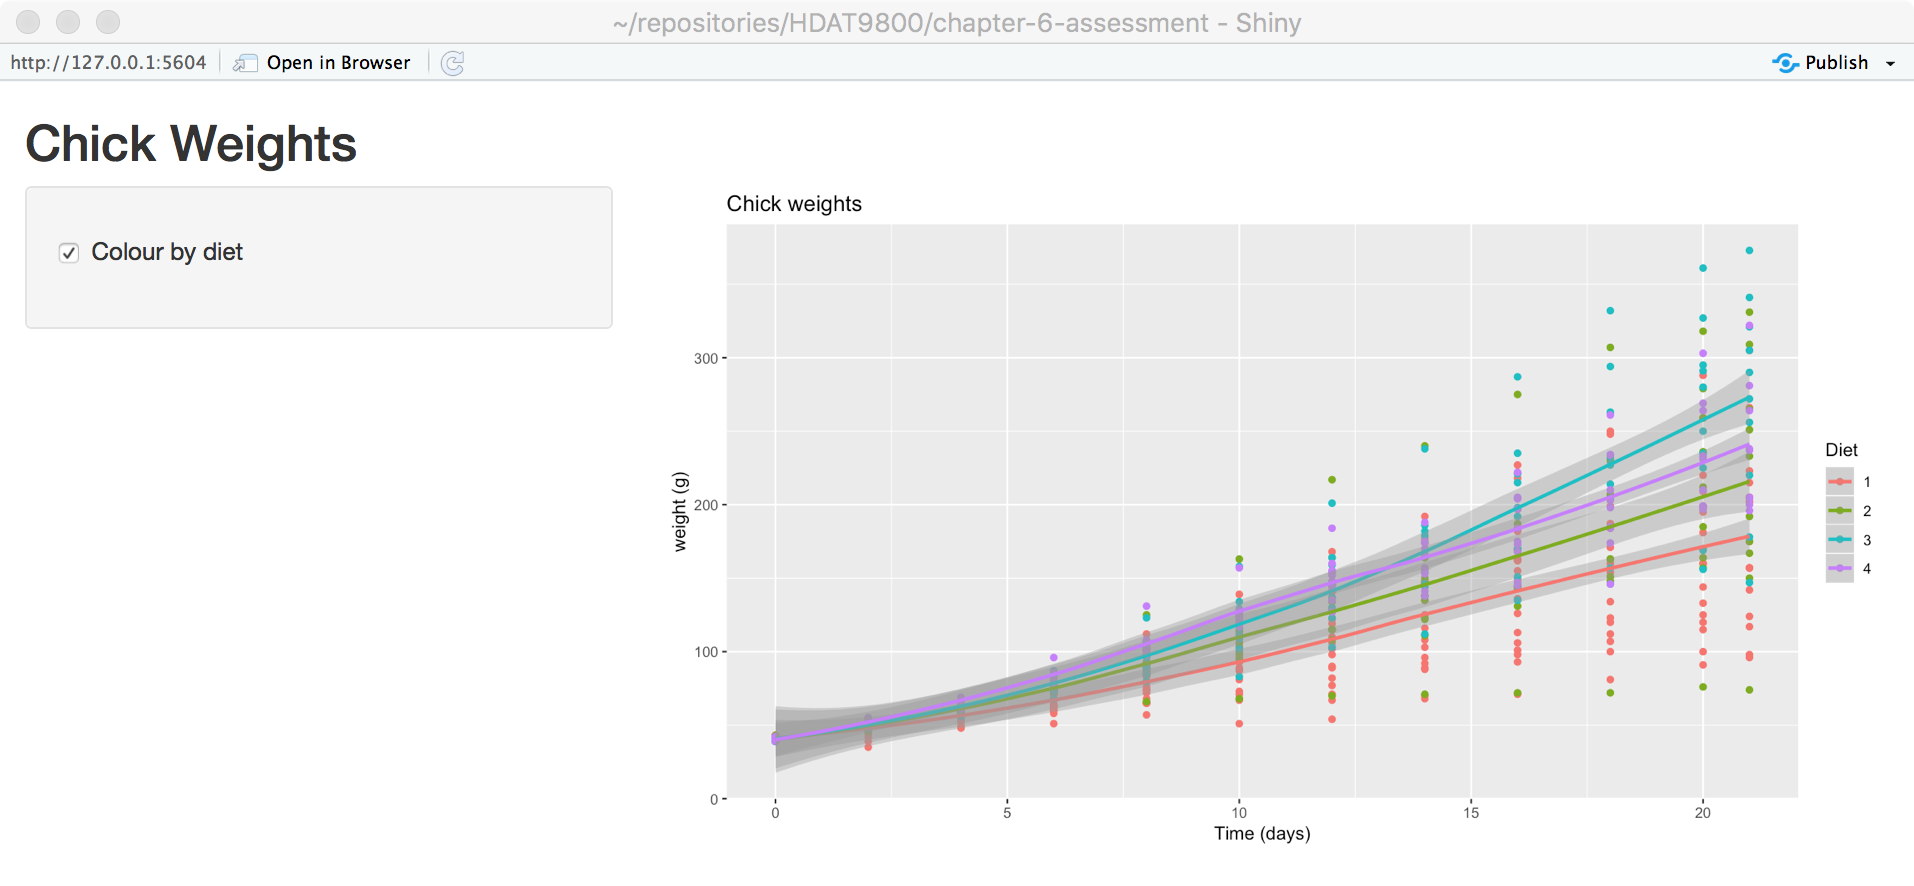 ~/repositories/HDAT9800/chapter-6-assessment - Shiny
http://127.0.0.1:5604 Open in Browser Publish
Chick Weights
Colour by diet
Chick weights
300
200
100
0
weight (g)
0 5 10 15 20
Time (days)
Diet
1
2
3
4